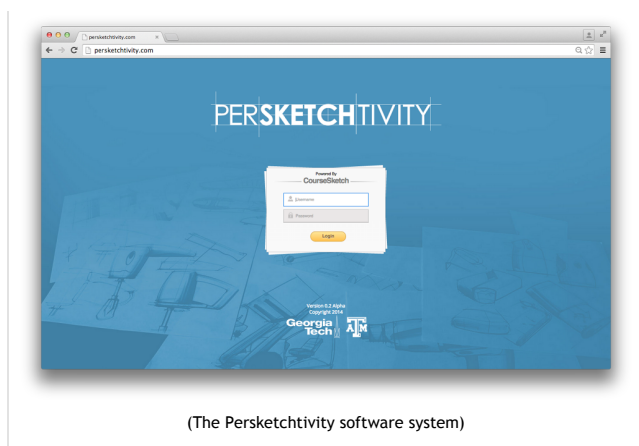 persketchtivity.com
persketchtivity.com
PERSKETCHTIVITY
Powered By
CourseSketch
Username
Password
Login
Version 0.2 Alpha
Copyright 2014
Georgia
Tech
ATM
(The Persketchtivity software system)